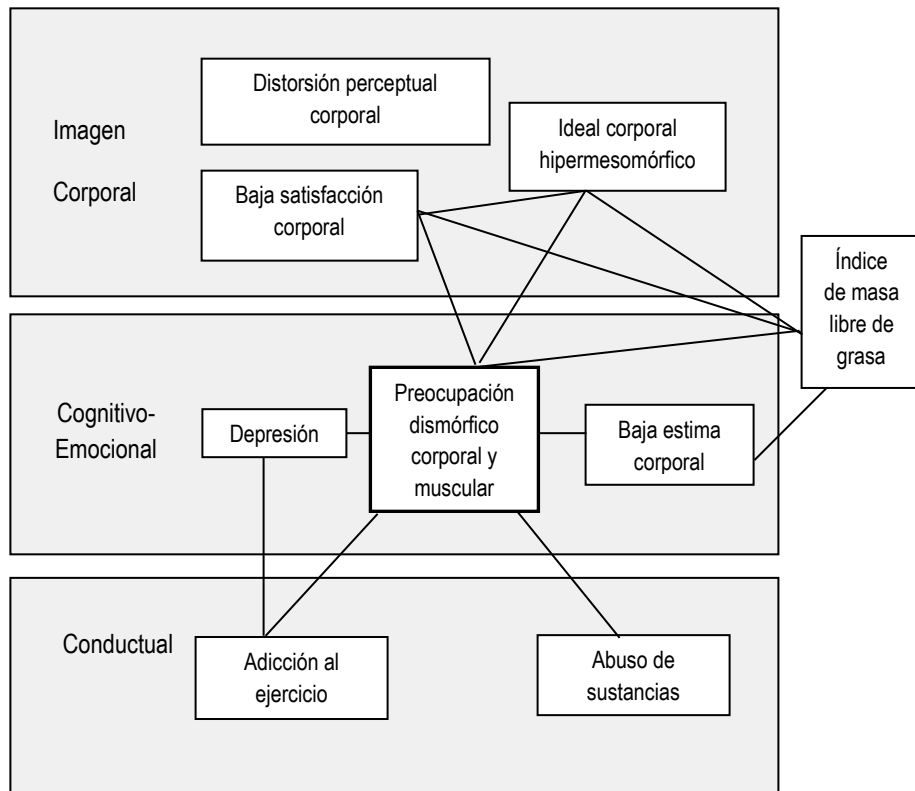 Distorsión perceptual
corporal
Imagen
Corporal
Ideal corporal
hipermesomórfico
Baja satisfacción
corporal
Índice
de masa
libre de
grasa
Cognitivo-
Emocional
Depresión
Preocupación
dismórfico
corporal y
muscular
Baja estima
corporal
Conductual
Adicción al
ejercicio
Abuso de
sustancias